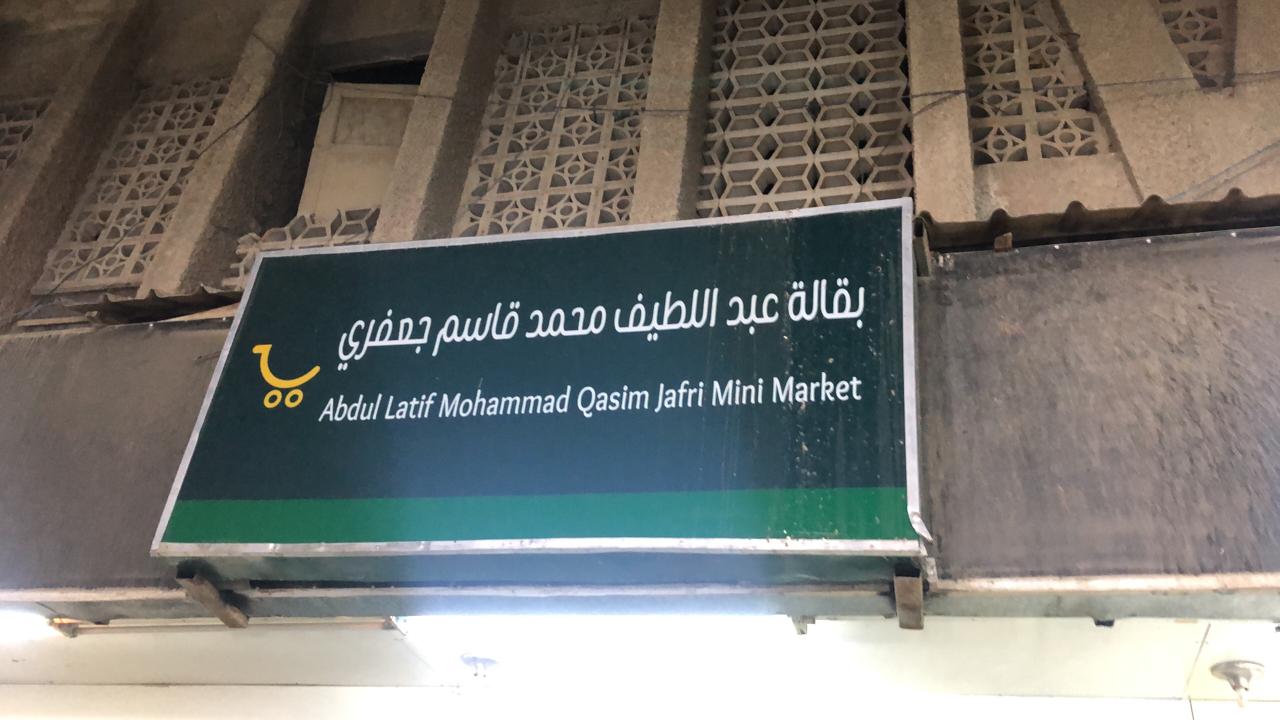 بقالة عبد اللطيف محمد قاسم جعفري
Abdul Latif Mohammad Qasim Jafri Mini Market